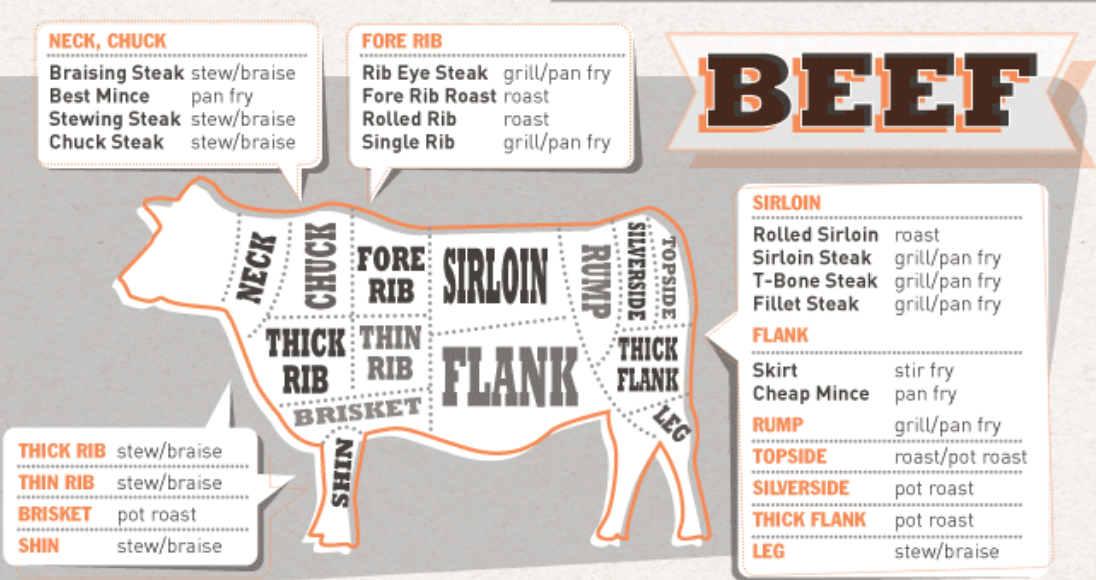 NECK, CHUCK
Braising Steak stew/braise
Best Mince pan fry
Stewing Steak stew/braise
Chuck Steak stew/braise
FORE RIB
Rib Eye Steak grill/pan fry
Fore Rib Roast roast
Rolled Rib roast
Single Rib grill/pan fry
BEEF
NECK
CHUCK
FORE
RIB
SIRLOIN
RUMP
SILVERSIDE
TOPSIDE
THICK
RIB
THIN
RIB
FLANK
THICK
FLANK
BRISKET
LEG
SHIN
THICK RIB stew/braise
THIN RIB stew/braise
BRISKET pot roast
SHIN stew/braise
SIRLOIN
Rolled Sirloin roast
Sirloin Steak grill/pan fry
T-Bone Steak grill/pan fry
Fillet Steak grill/pan fry
FLANK
Skirt stir fry
Cheap Mince pan fry
RUMP grill/pan fry
TOPSIDE roast/pot roast
SILVERSIDE pot roast
THICK FLANK pot roast
LEG stew/braise